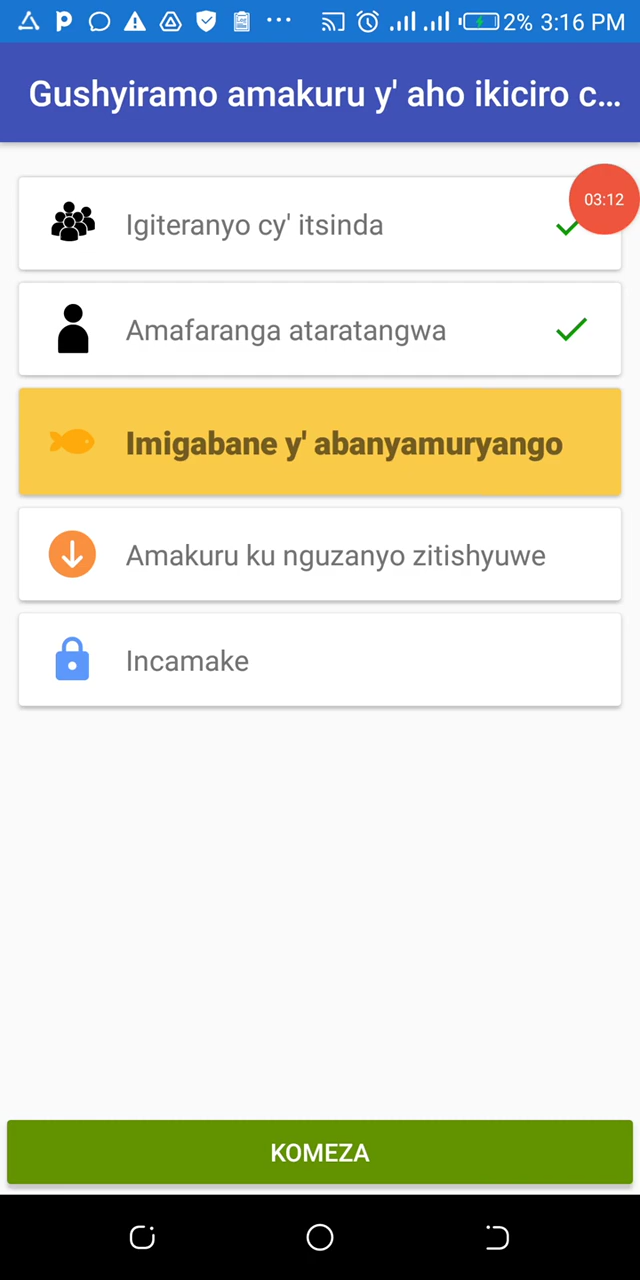 2% 3:16 PM
Gushyiramo amakuru y' aho ikiciro c...
03:12
Igiteranyo cy' itsinda
Amafaranga ataratangwa
Imigabane y' abanyamuryango
Amakuru ku nguzanyo zitishyuwe
Incamake
KOMEZA